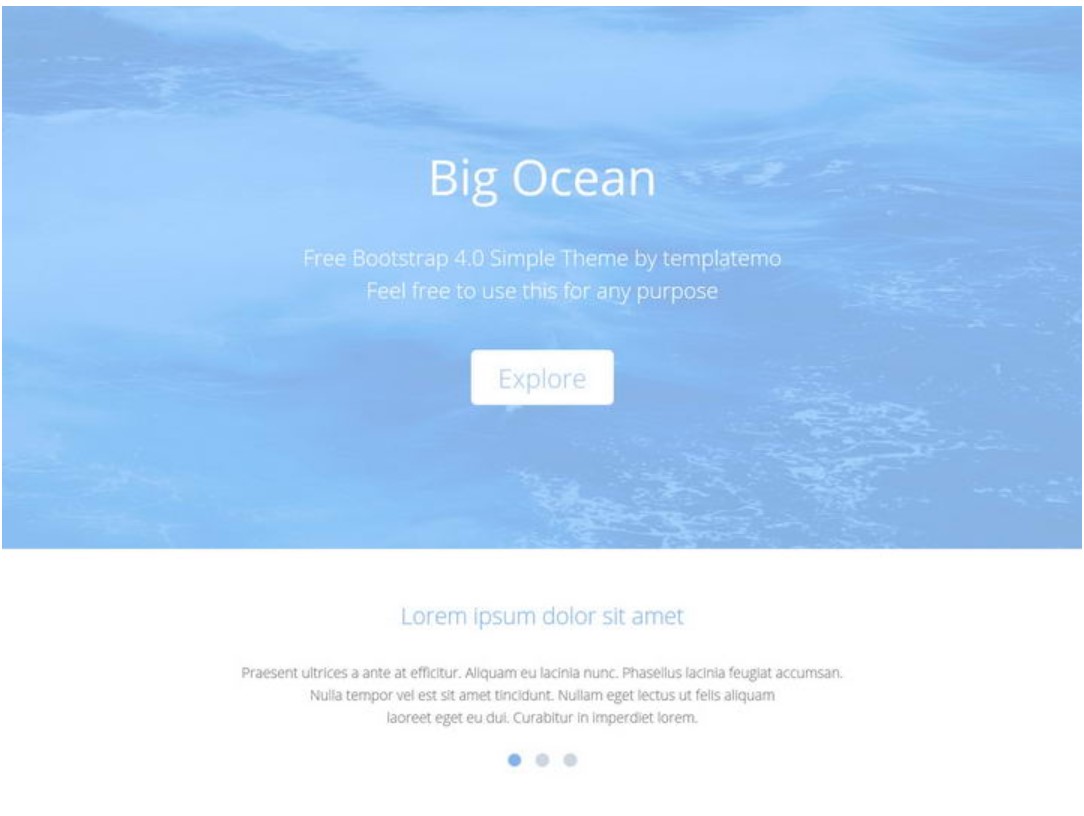 Big Ocean
Free Bootstrap 4.0 Simple Theme by templatemo
Feel free to use this for any purpose
Explore
Lorem ipsum dolor sit amet
Praesent ultrices a ante at efficitur. Aliquam eu lacinia nunc. Phasellus lacinia feugiat accumsan.
Nulla tempor vel est sit amet tincidunt. Nullam eget lectus ut felis aliquam
laoreet eget eu dui. Curabitur in imperdiet lorem.